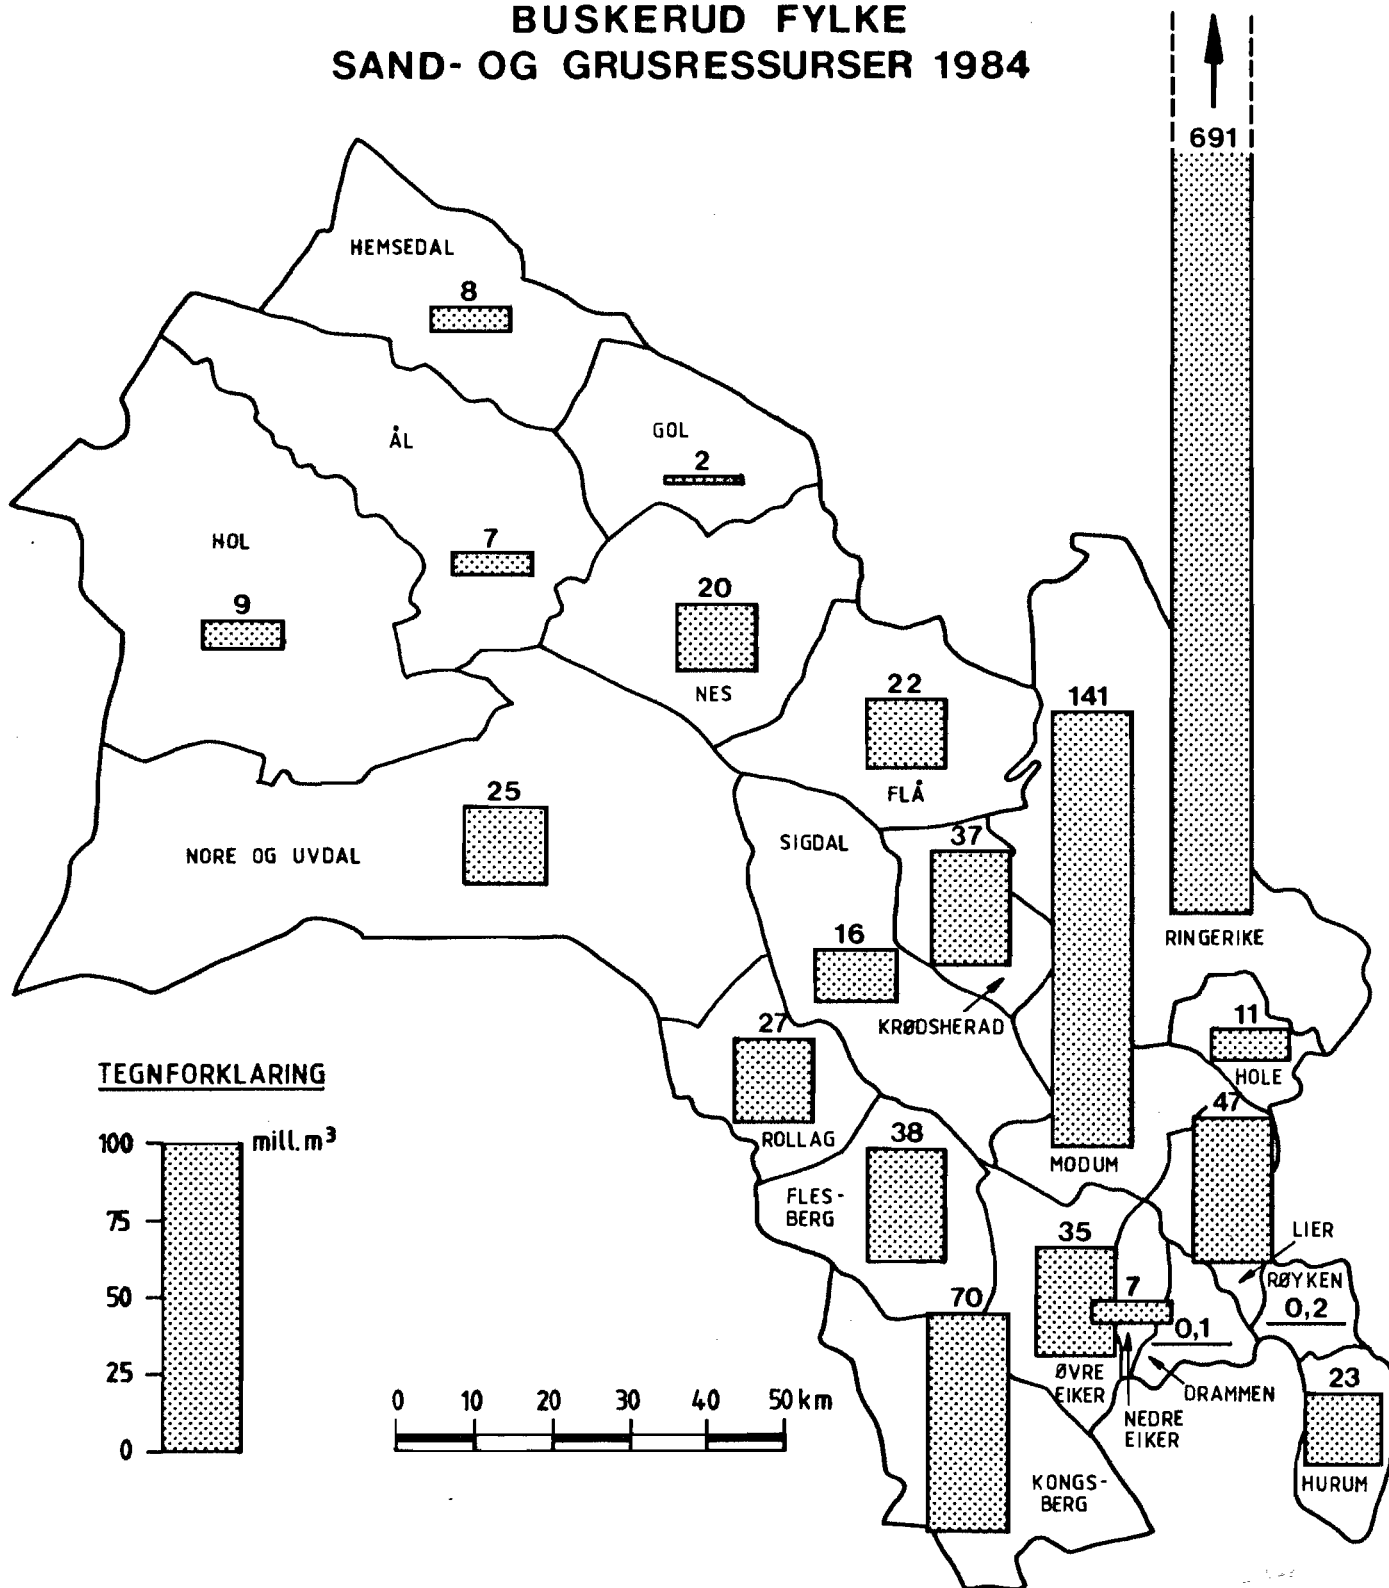 BUSKERUD FYLKE
SAND- OG GRUSRESSURSER 1984
691
HEMSEDAL
8
ÅL
GOL
2
HOL
7
9
20
NES
22
141
FLÅ
25
NORE OG UVDAL
SIGDAL
37
16
RINGERIKE
KRØDSHERAD
27
11
HOLE
TEGNFORKLARING
47
100
mill. m³
75
50
25
0
ROLLAG
38
MODUM
FLES-
BERG
35
LIER
RØYKEN
0,2
7
70
0,1
ØVRE
EIKER
DRAMMEN
23
NEDRE
EIKER
0 10 20 30 40 50 km
KONGS-
BERG
HURUM